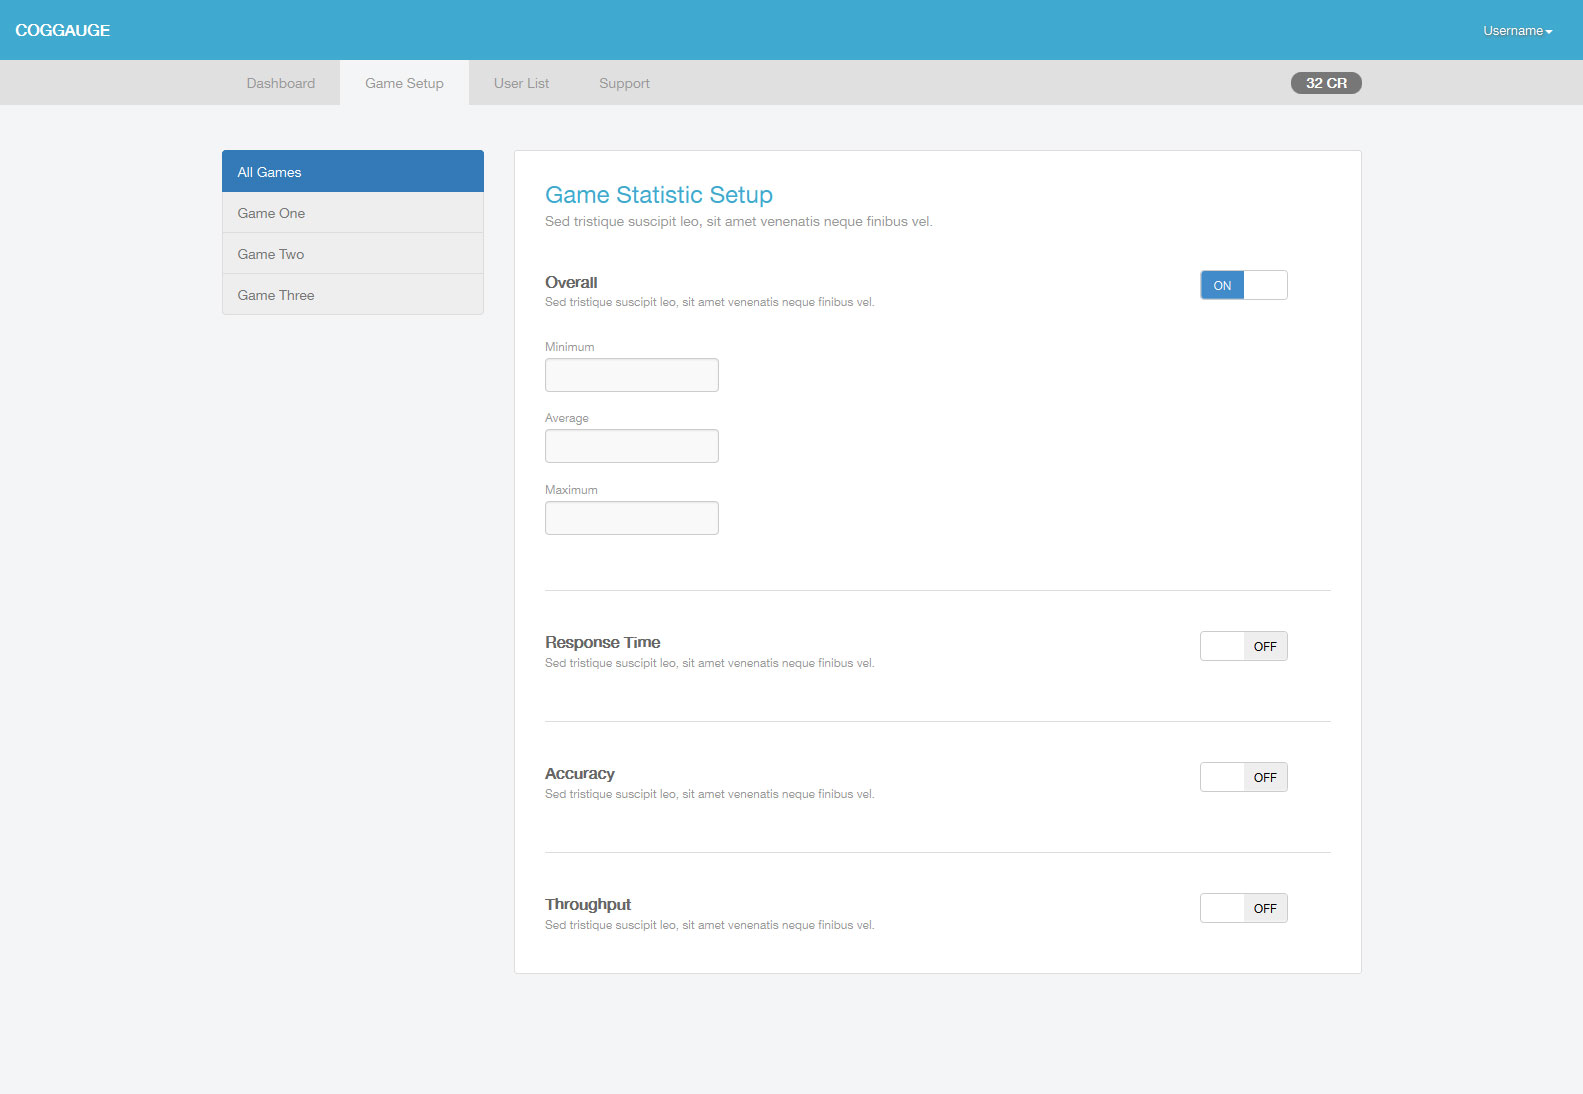 COGGAUGE
Username
Dashboard
Game Setup
User List
Support
32 CR
All Games
Game One
Game Two
Game Three
Game Statistic Setup
Sed tristique suscipit leo, sit amet venenatis neque finibus vel.
Overall
Sed tristique suscipit leo, sit amet venenatis neque finibus vel.
ON
Minimum
Average
Maximum
Response Time
Sed tristique suscipit leo, sit amet venenatis neque finibus vel.
OFF
Accuracy
Sed tristique suscipit leo, sit amet venenatis neque finibus vel.
OFF
Throughput
Sed tristique suscipit leo, sit amet venenatis neque finibus vel.
OFF